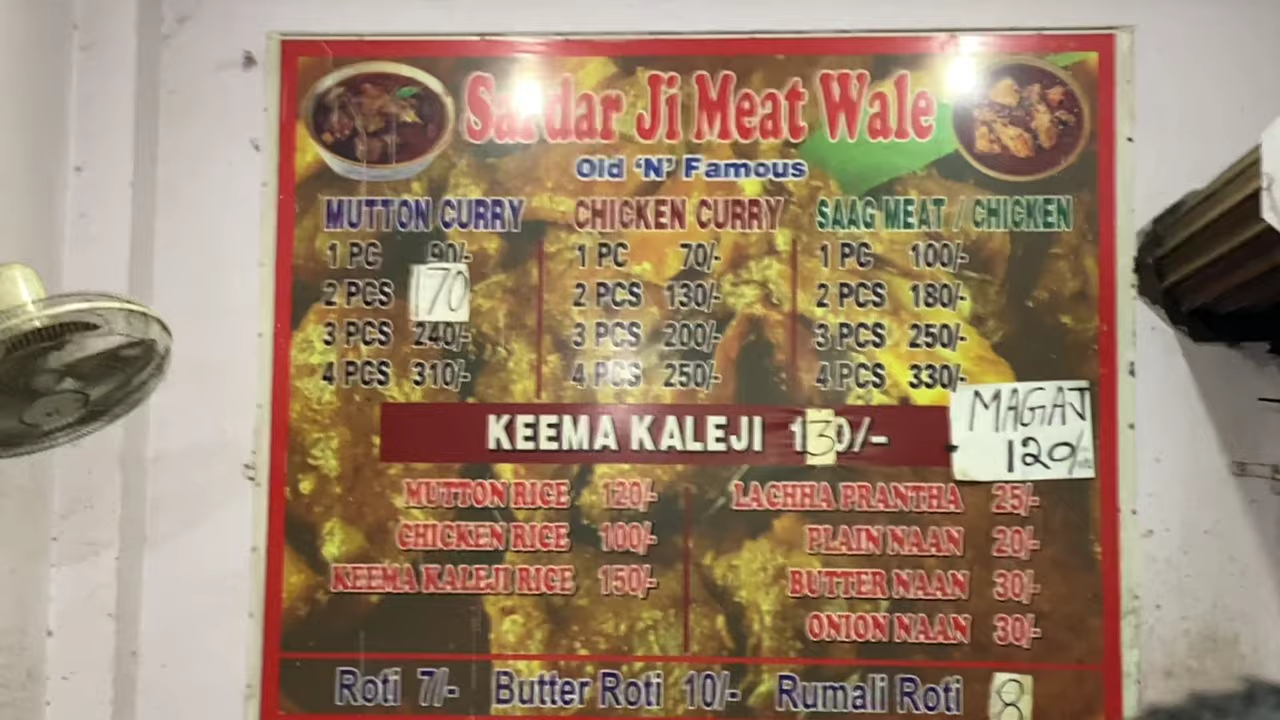 Sardar Ji Meat Wale
Old 'N' Famous
MUTTON CURRY
1 PC 90/-
2 PCS 170
3 PCS 240/-
4 PCS 310/-
CHICKEN CURRY
1 PC 70/-
2 PCS 130/-
3 PCS 200/-
4 PCS 250/-
SAAG MEAT / CHICKEN
1 PC 100/-
2 PCS 180/-
3 PCS 250/-
4 PCS 330/-
KEEMA KALEJI 130/-
MAGAJ
120/-
MUTTON RICE 120/-
CHICKEN RICE 100/-
KEEMA KALEJI RICE 150/-
LACHHA PRANTHA 25/-
PLAIN NAAN 20/-
BUTTER NAAN 30/-
ONION NAAN 30/-
Roti 7/- Butter Roti 10/- Rumali Roti 8